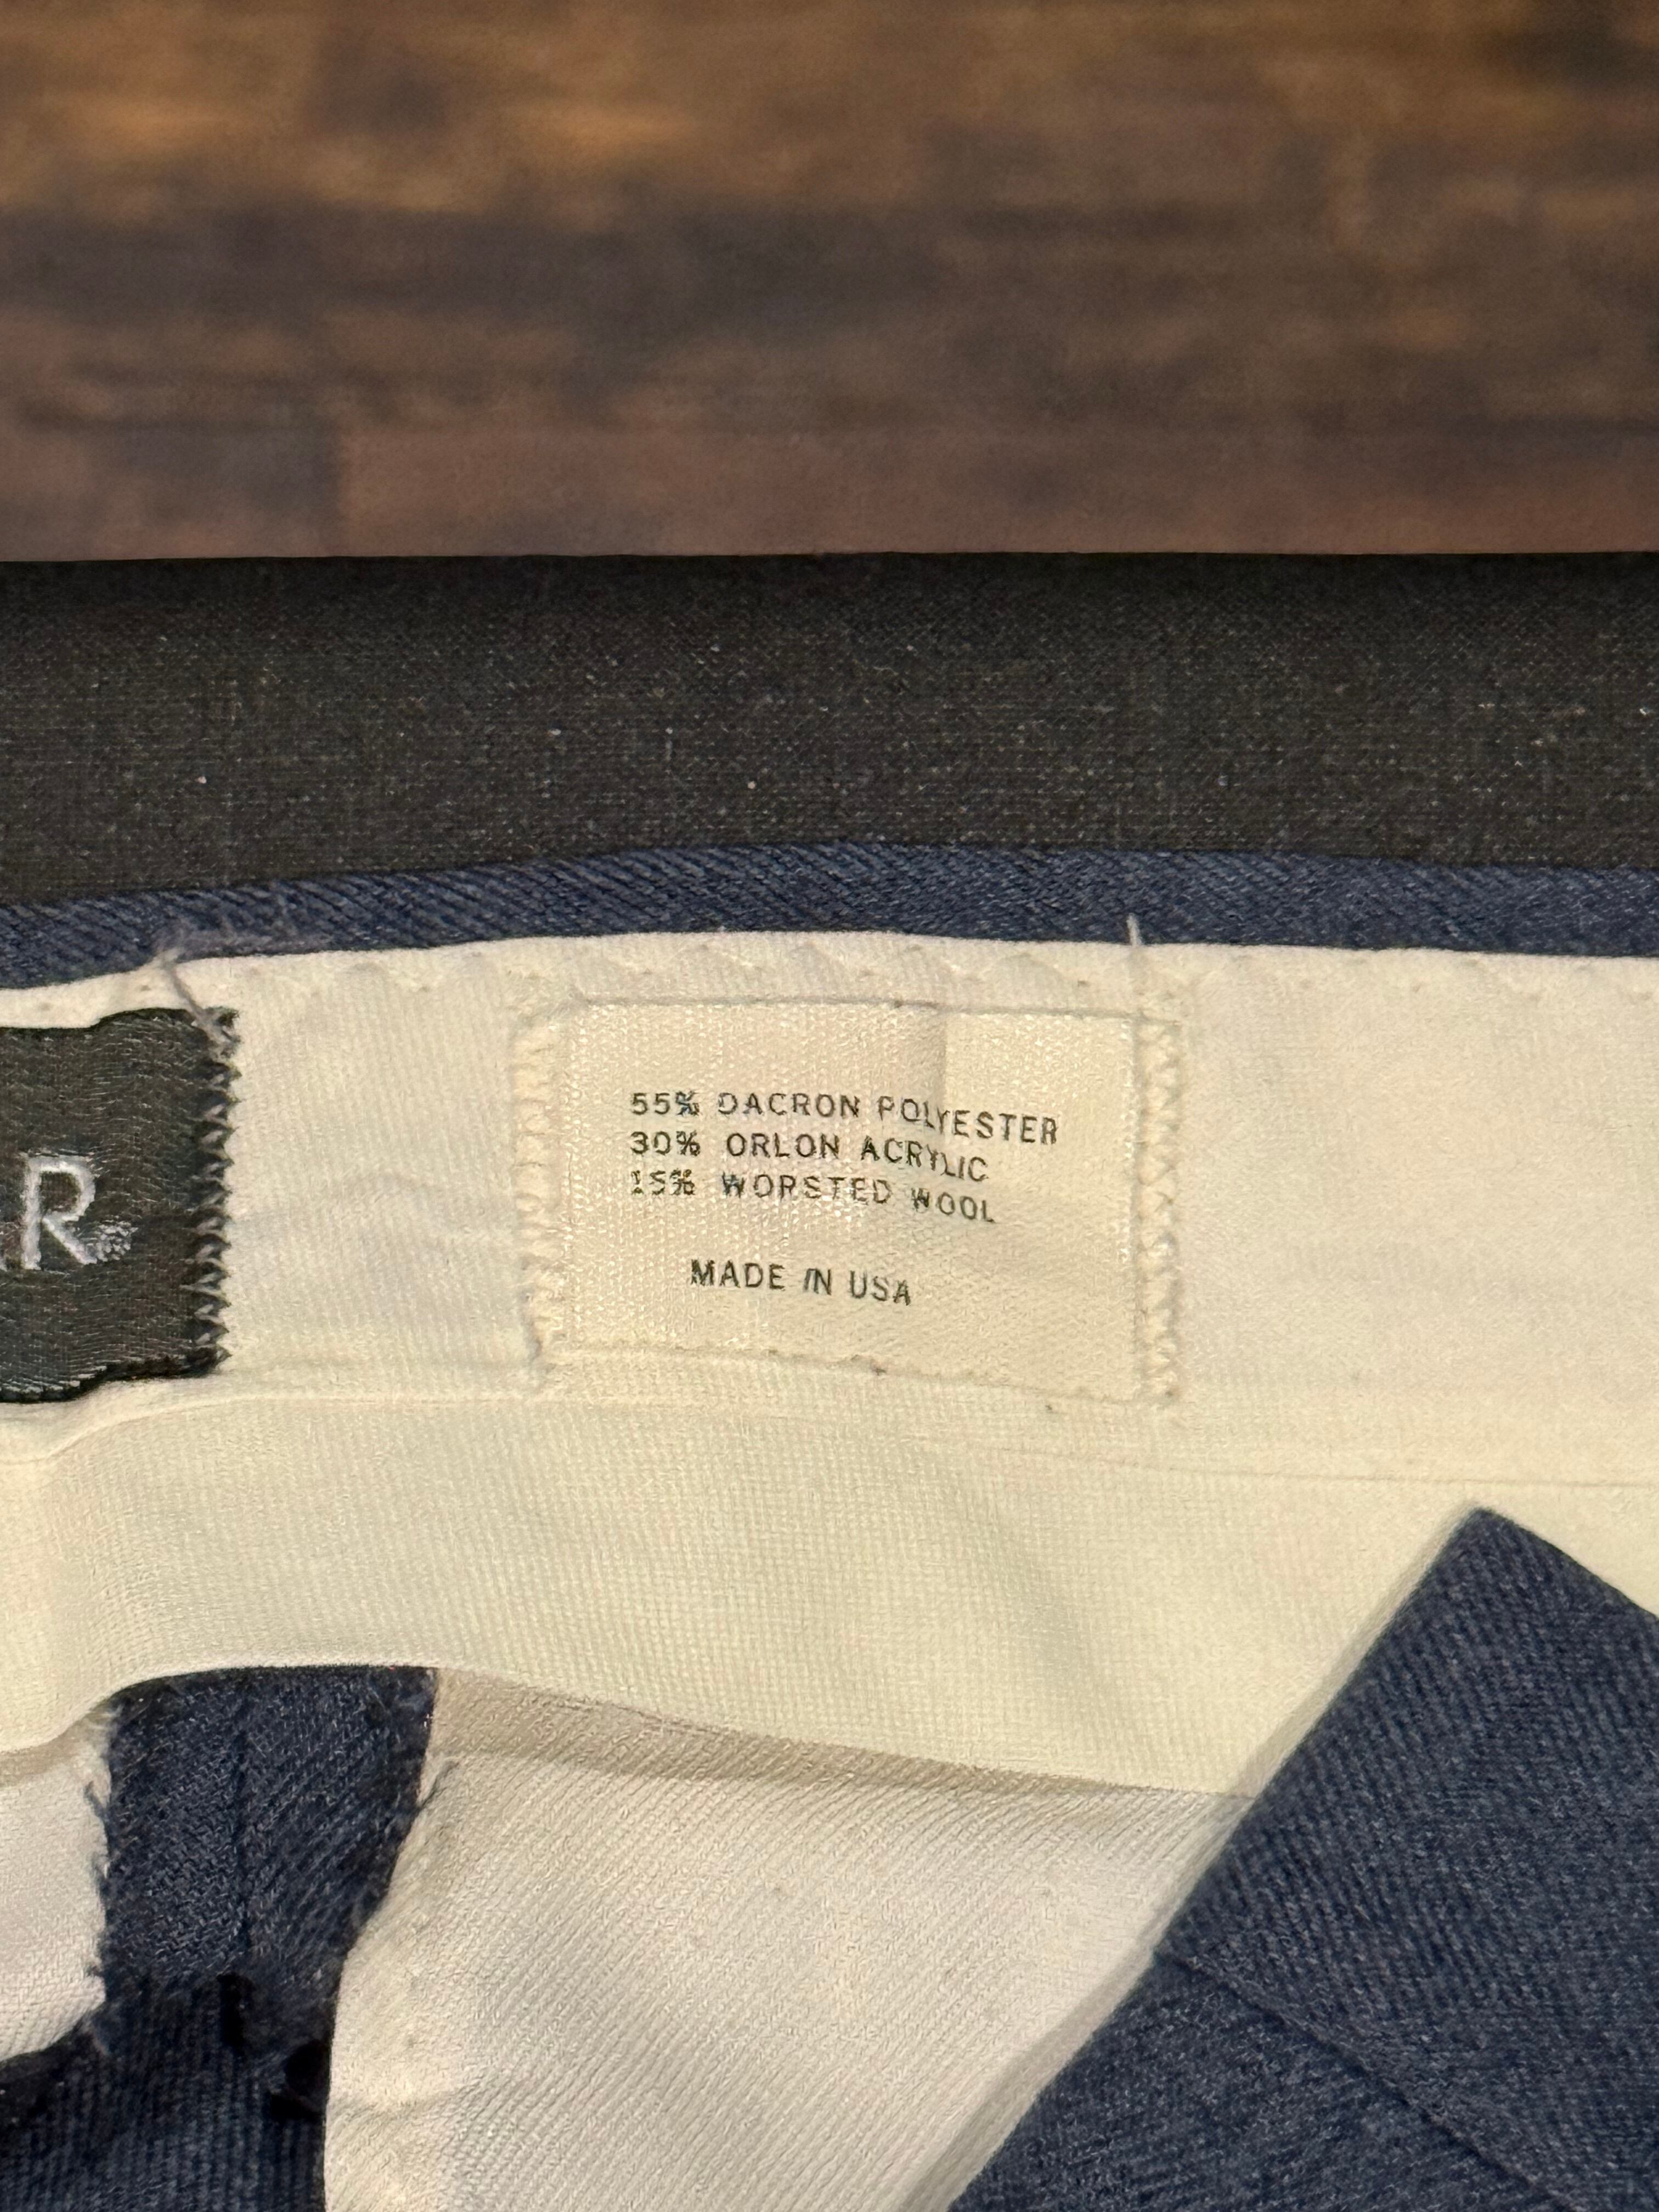 R
55% DACRON POLYESTER
30% ORLON ACRYLIC
15% WORSTED WOOL
MADE IN USA